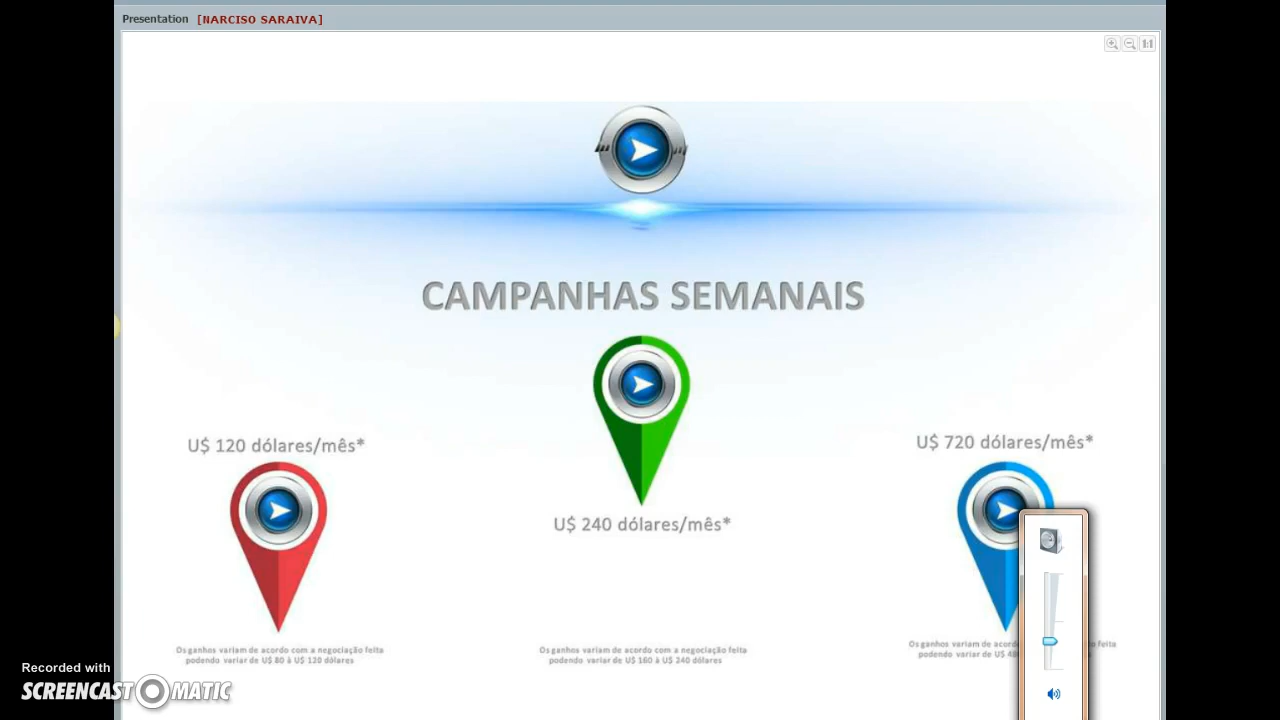 Presentation [NARCISO SARAIVA]
CAMPANHAS SEMANAIS
U$ 120 dólares/mês*
U$ 240 dólares/mês*
U$ 720 dólares/mês*
Os ganhos variam de acordo com a negociação feita
podendo variar de U$ 80 à U$ 120 dólares
Os ganhos variam de acordo com a negociação feita
podendo variar de U$ 160 à U$ 240 dólares
Os ganhos variam de acordo feita
podendo variar de U$
Recorded with
SCREENCAST MATIC